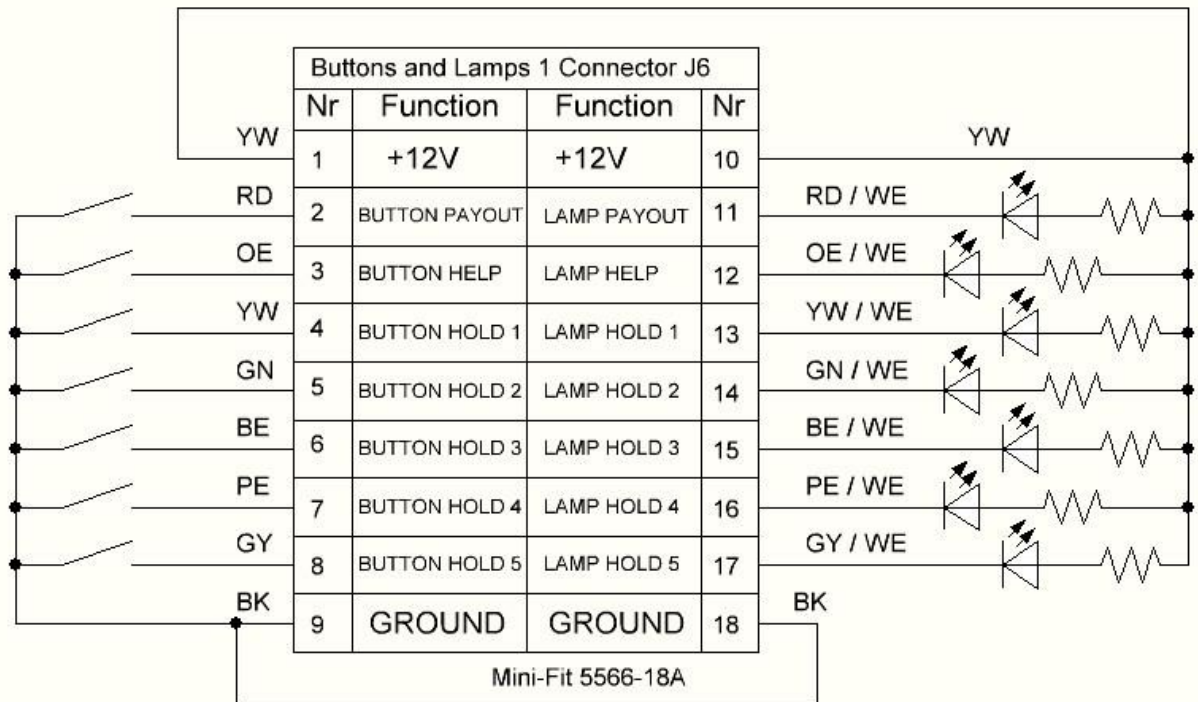 Buttons and Lamps 1 Connector J6
Nr Function Function Nr
YW 1 +12V +12V 10 YW
RD 2 BUTTON PAYOUT LAMP PAYOUT 11 RD / WE
OE 3 BUTTON HELP LAMP HELP 12 OE / WE
YW 4 BUTTON HOLD 1 LAMP HOLD 1 13 YW / WE
GN 5 BUTTON HOLD 2 LAMP HOLD 2 14 GN / WE
BE 6 BUTTON HOLD 3 LAMP HOLD 3 15 BE / WE
PE 7 BUTTON HOLD 4 LAMP HOLD 4 16 PE / WE
GY 8 BUTTON HOLD 5 LAMP HOLD 5 17 GY / WE
BK 9 GROUND GROUND 18 BK
Mini-Fit 5566-18A